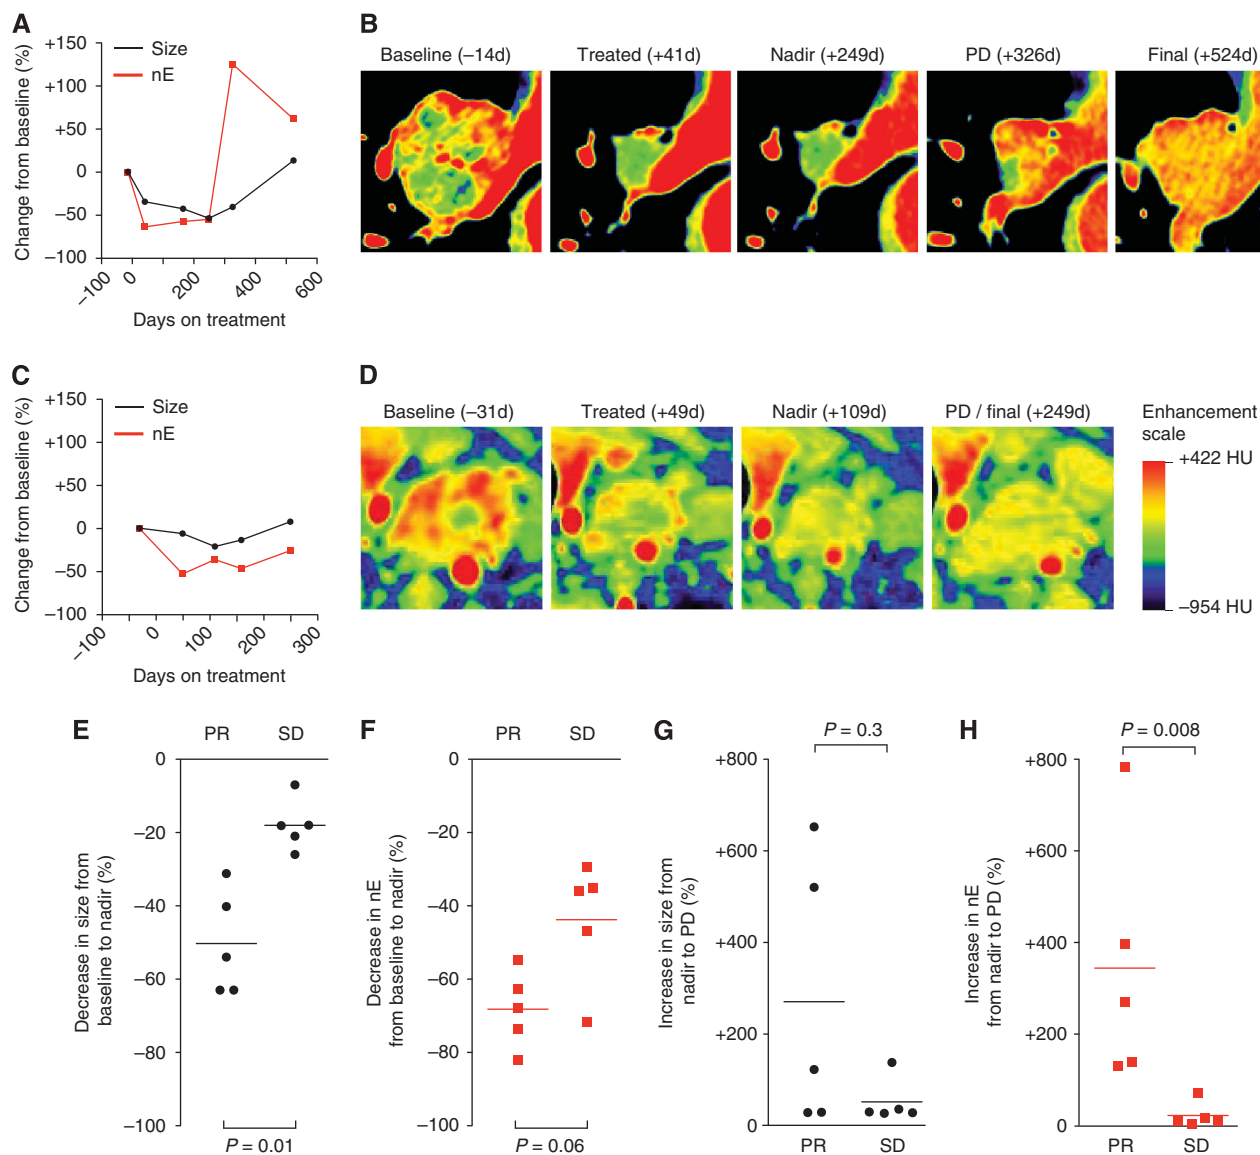 A
Change from baseline (%)
+150
+100
+50
0
−50
−100
Size
nE
−100
0
200
400
600
Days on treatment
B
Baseline (−14d)
Treated (+41d)
Nadir (+249d)
PD (+326d)
Final (+524d)
C
Change from baseline (%)
+150
+100
+50
0
−50
−100
Size
nE
−100
0
100
200
300
Days on treatment
D
Baseline (−31d)
Treated (+49d)
Nadir (+109d)
PD / final (+249d)
Enhancement
scale
+422 HU
−954 HU
E
PR
SD
Decrease in size from
baseline to nadir (%)
0
−20
−40
−60
−80
−100
P = 0.01
F
PR
SD
Decrease in nE
from baseline to nadir (%)
0
−20
−40
−60
−80
−100
P = 0.06
G
P = 0.3
Increase in size from
nadir to PD (%)
+800
+600
+400
+200
0
PR
SD
H
P = 0.008
Increase in nE
from nadir to PD (%)
+800
+600
+400
+200
0
PR
SD